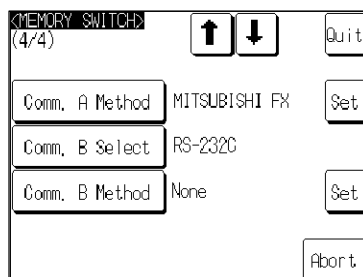 <MEMORY SWITCH>
(4/4)
Quit
Comm. A Method MITSUBISHI FX Set
Comm. B Select RS-232C
Comm. B Method None Set
Abort